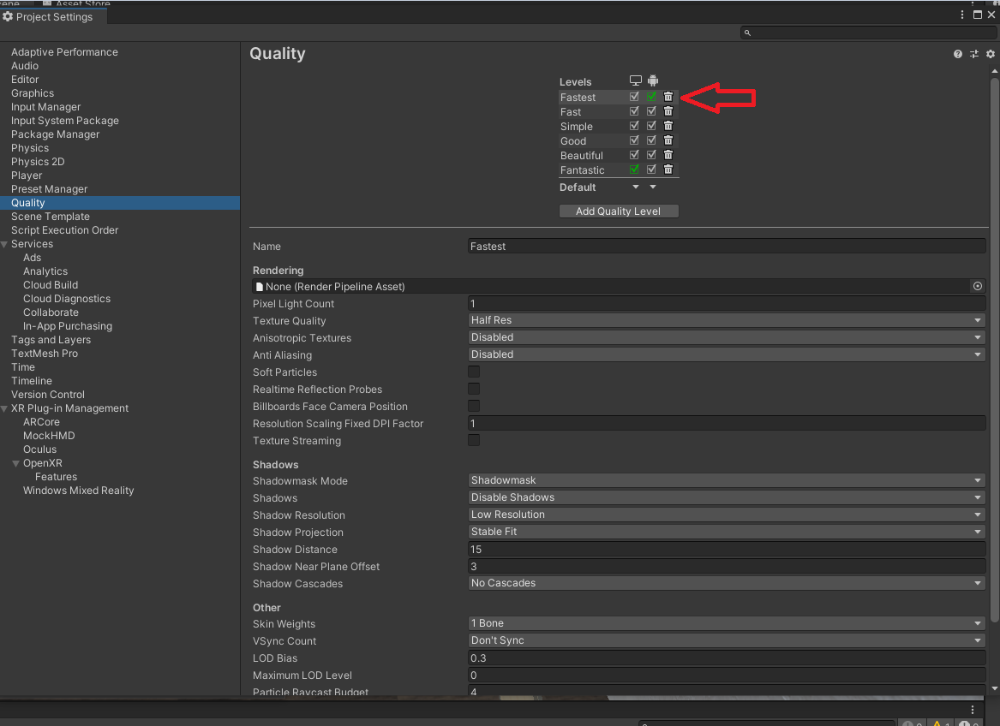 Asset Store
Project Settings
Adaptive Performance
Audio
Editor
Graphics
Input Manager
Input System Package
Package Manager
Physics
Physics 2D
Player
Preset Manager
Quality
Scene Template
Script Execution Order
Services
Ads
Analytics
Cloud Build
Cloud Diagnostics
Collaborate
In-App Purchasing
Tags and Layers
TextMesh Pro
Time
Timeline
Version Control
XR Plug-in Management
ARCore
MockHMD
Oculus
OpenXR
Features
Windows Mixed Reality
Quality
Levels
Fastest
Fast
Simple
Good
Beautiful
Fantastic
Default
Add Quality Level
Name Fastest
Rendering
None (Render Pipeline Asset)
Pixel Light Count 1
Texture Quality Half Res
Anisotropic Textures Disabled
Anti Aliasing Disabled
Soft Particles
Realtime Reflection Probes
Billboards Face Camera Position
Resolution Scaling Fixed DPI Factor 1
Texture Streaming
Shadows
Shadowmask Mode Shadowmask
Shadows Disable Shadows
Shadow Resolution Low Resolution
Shadow Projection Stable Fit
Shadow Distance 15
Shadow Near Plane Offset 3
Shadow Cascades No Cascades
Other
Skin Weights 1 Bone
VSync Count Don't Sync
LOD Bias 0.3
Maximum LOD Level 0
Particle Raycast Budget 4